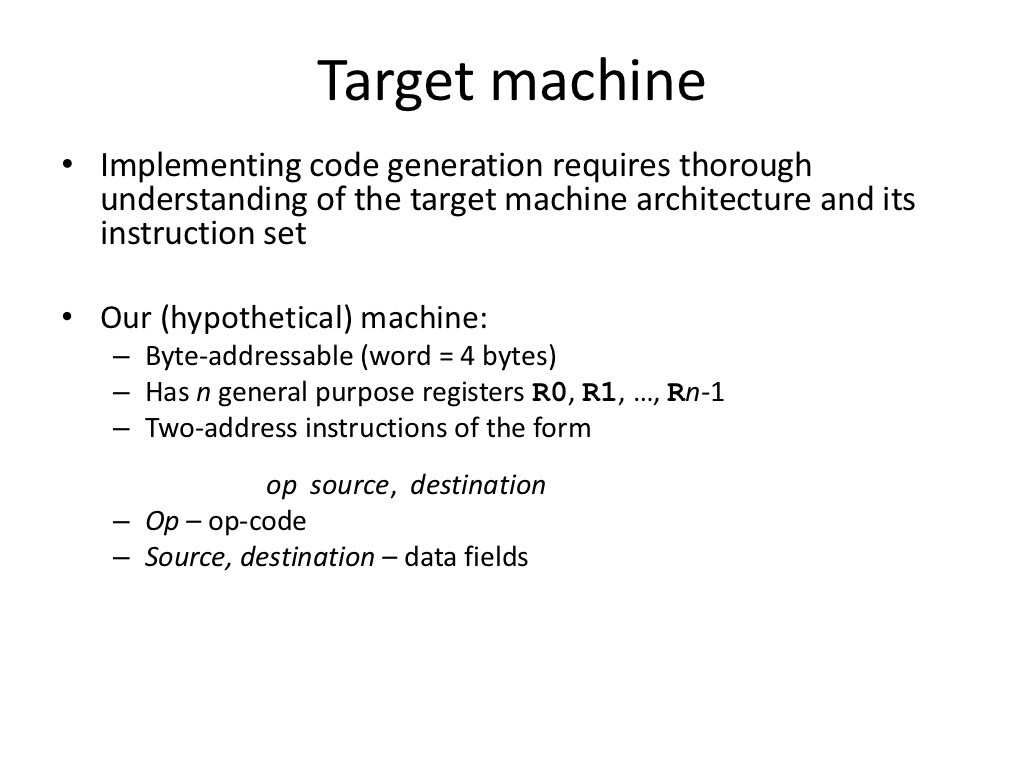 Target machine
• Implementing code generation requires thorough
understanding of the target machine architecture and its
instruction set
• Our (hypothetical) machine:
– Byte-addressable (word = 4 bytes)
– Has n general purpose registers R0, R1, …, Rn-1
– Two-address instructions of the form
op source, destination
– Op – op-code
– Source, destination – data fields